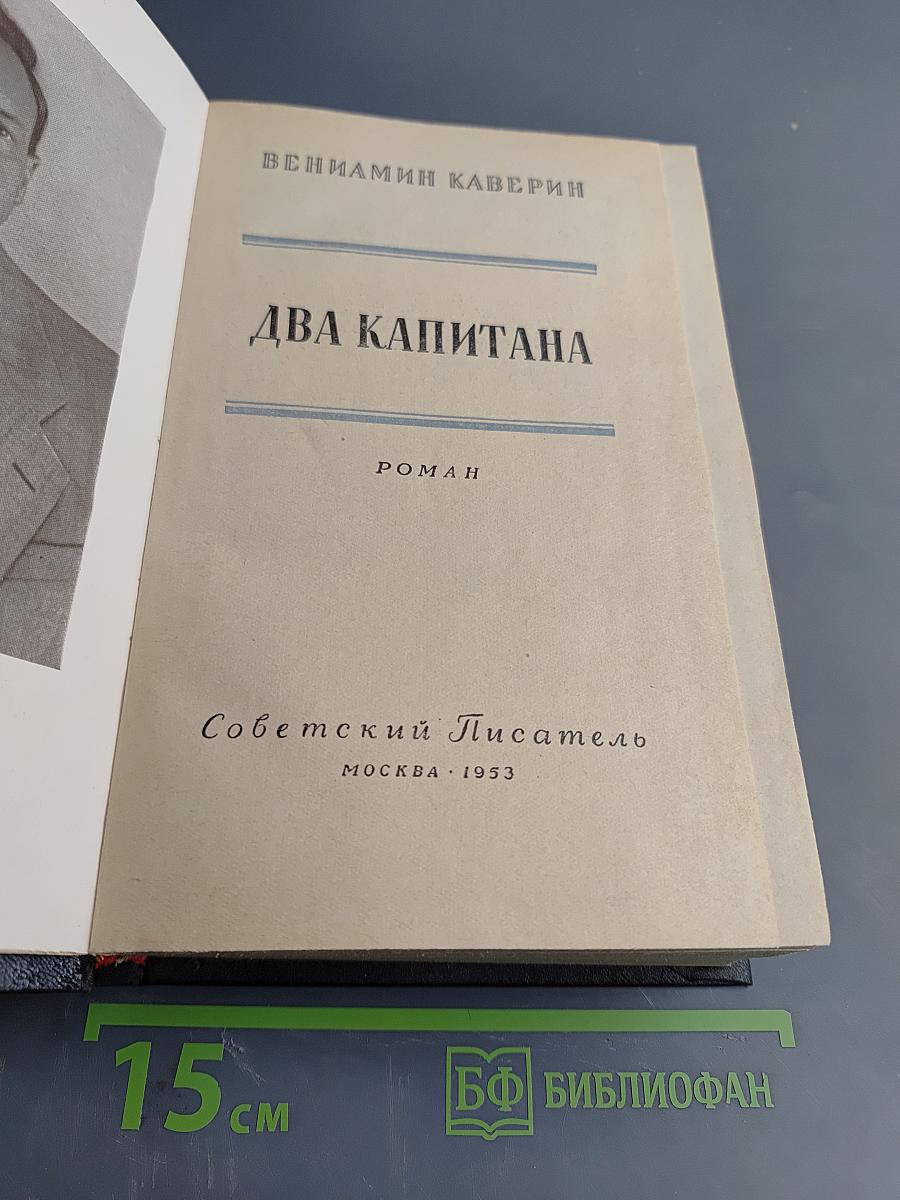 ВЕНИАМИН КАВЕРИН
ДВА КАПИТАНА
РОМАН
Советский Писатель
МОСКВА · 1953
15 см
БФ БИБЛИОФАН